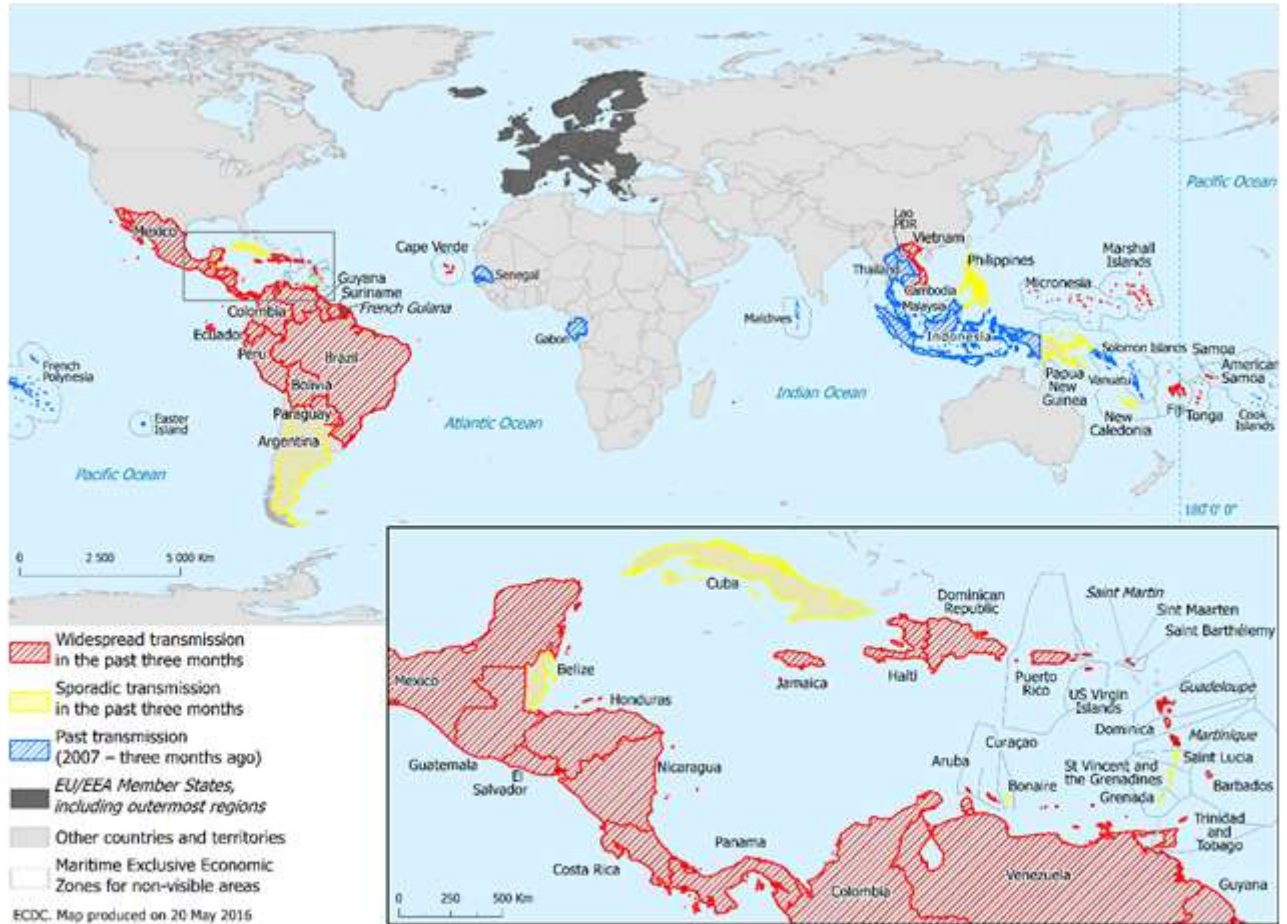 Pacific Ocean
Lao
PDR
Vietnam
Mexico
Cape Verde
Senegal
Thailand
Philippines
Marshall
Islands
Micronesia
Cambodia
Malaysia
Guyana
Suriname
French Guiana
Colombia
Ecuador
Peru
Brazil
Bolivia
Paraguay
Argentina
Gabon
Maldives
Indonesia
Solomon Islands
Samoa
American
Samoa
Papua
New
Guinea
Vanuatu
Fiji
Tonga
Cook
Islands
New
Caledonia
French
Polynesia
Easter
Island
Indian Ocean
Atlantic Ocean
Pacific Ocean
180°0' 0"
0 2 500 5 000 Km
Widespread transmission
in the past three months
Sporadic transmission
in the past three months
Past transmission
(2007 – three months ago)
EU/EEA Member States,
including outermost regions
Other countries and territories
Maritime Exclusive Economic
Zones for non-visible areas
ECDC. Map produced on 20 May 2016
Cuba
Dominican
Republic
Saint Martin
Sint Maarten
Saint Barthélemy
Mexico
Belize
Jamaica
Haiti
Puerto
Rico
US Virgin
Islands
Guadeloupe
Honduras
Dominica
Martinique
Guatemala
El
Salvador
Nicaragua
Aruba
Curaçao
Bonaire
St Vincent and
the Grenadines
Saint Lucia
Barbados
Grenada
Trinidad
and
Tobago
Costa Rica
Panama
Colombia
Venezuela
Guyana
0 250 500 Km